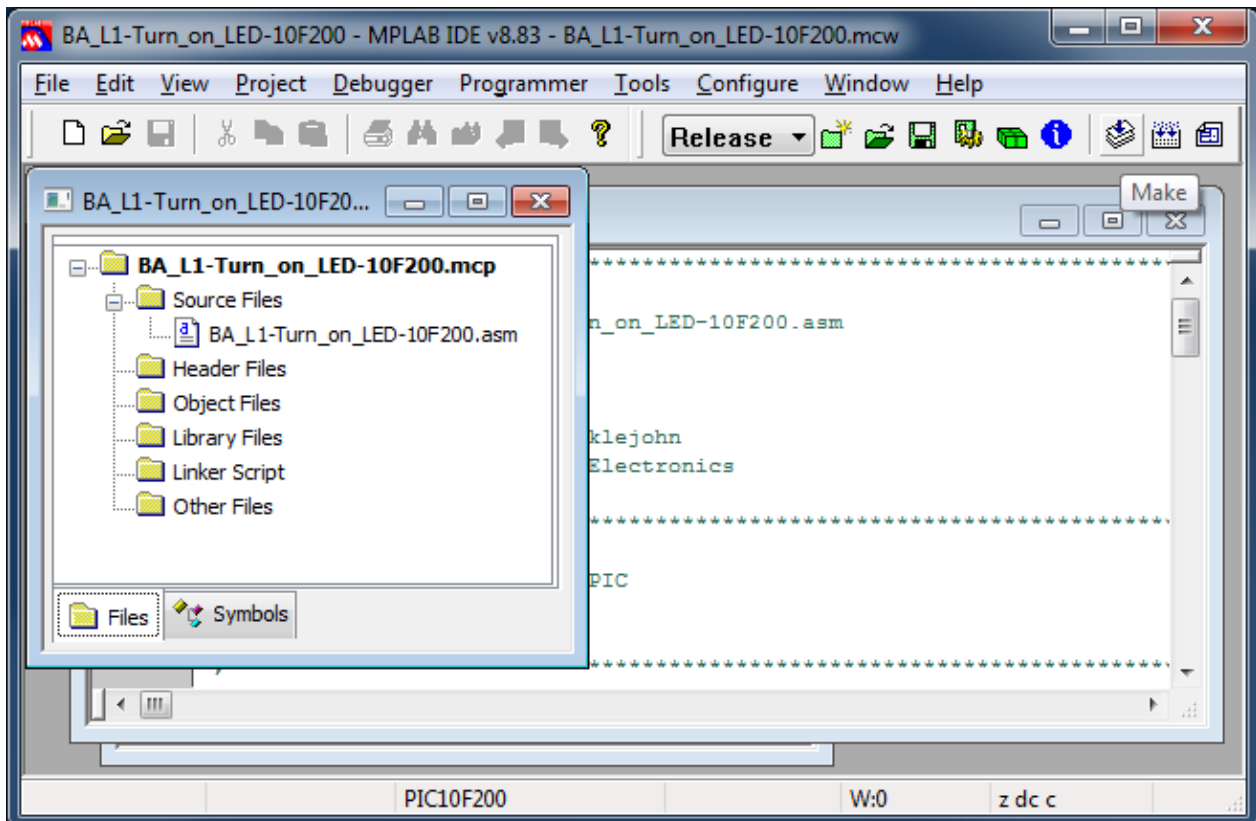 BA_L1-Turn_on_LED-10F200 - MPLAB IDE v8.83 - BA_L1-Turn_on_LED-10F200.mcw
File Edit View Project Debugger Programmer Tools Configure Window Help
Release
Make
BA_L1-Turn_on_LED-10F20...
BA_L1-Turn_on_LED-10F200.mcp
Source Files
BA_L1-Turn_on_LED-10F200.asm
Header Files
Object Files
Library Files
Linker Script
Other Files
Files Symbols
********************************************
n_on_LED-10F200.asm
klejohn
Electronics
********************************************
PIC
********************************************
PIC10F200 W:0 z dc c